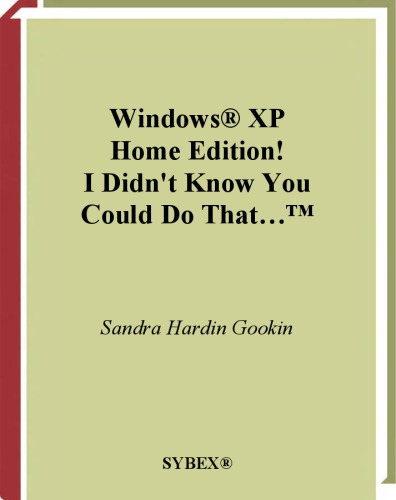 Windows® XP
Home Edition!
I Didn't Know You
Could Do That…™
Sandra Hardin Gookin
SYBEX®